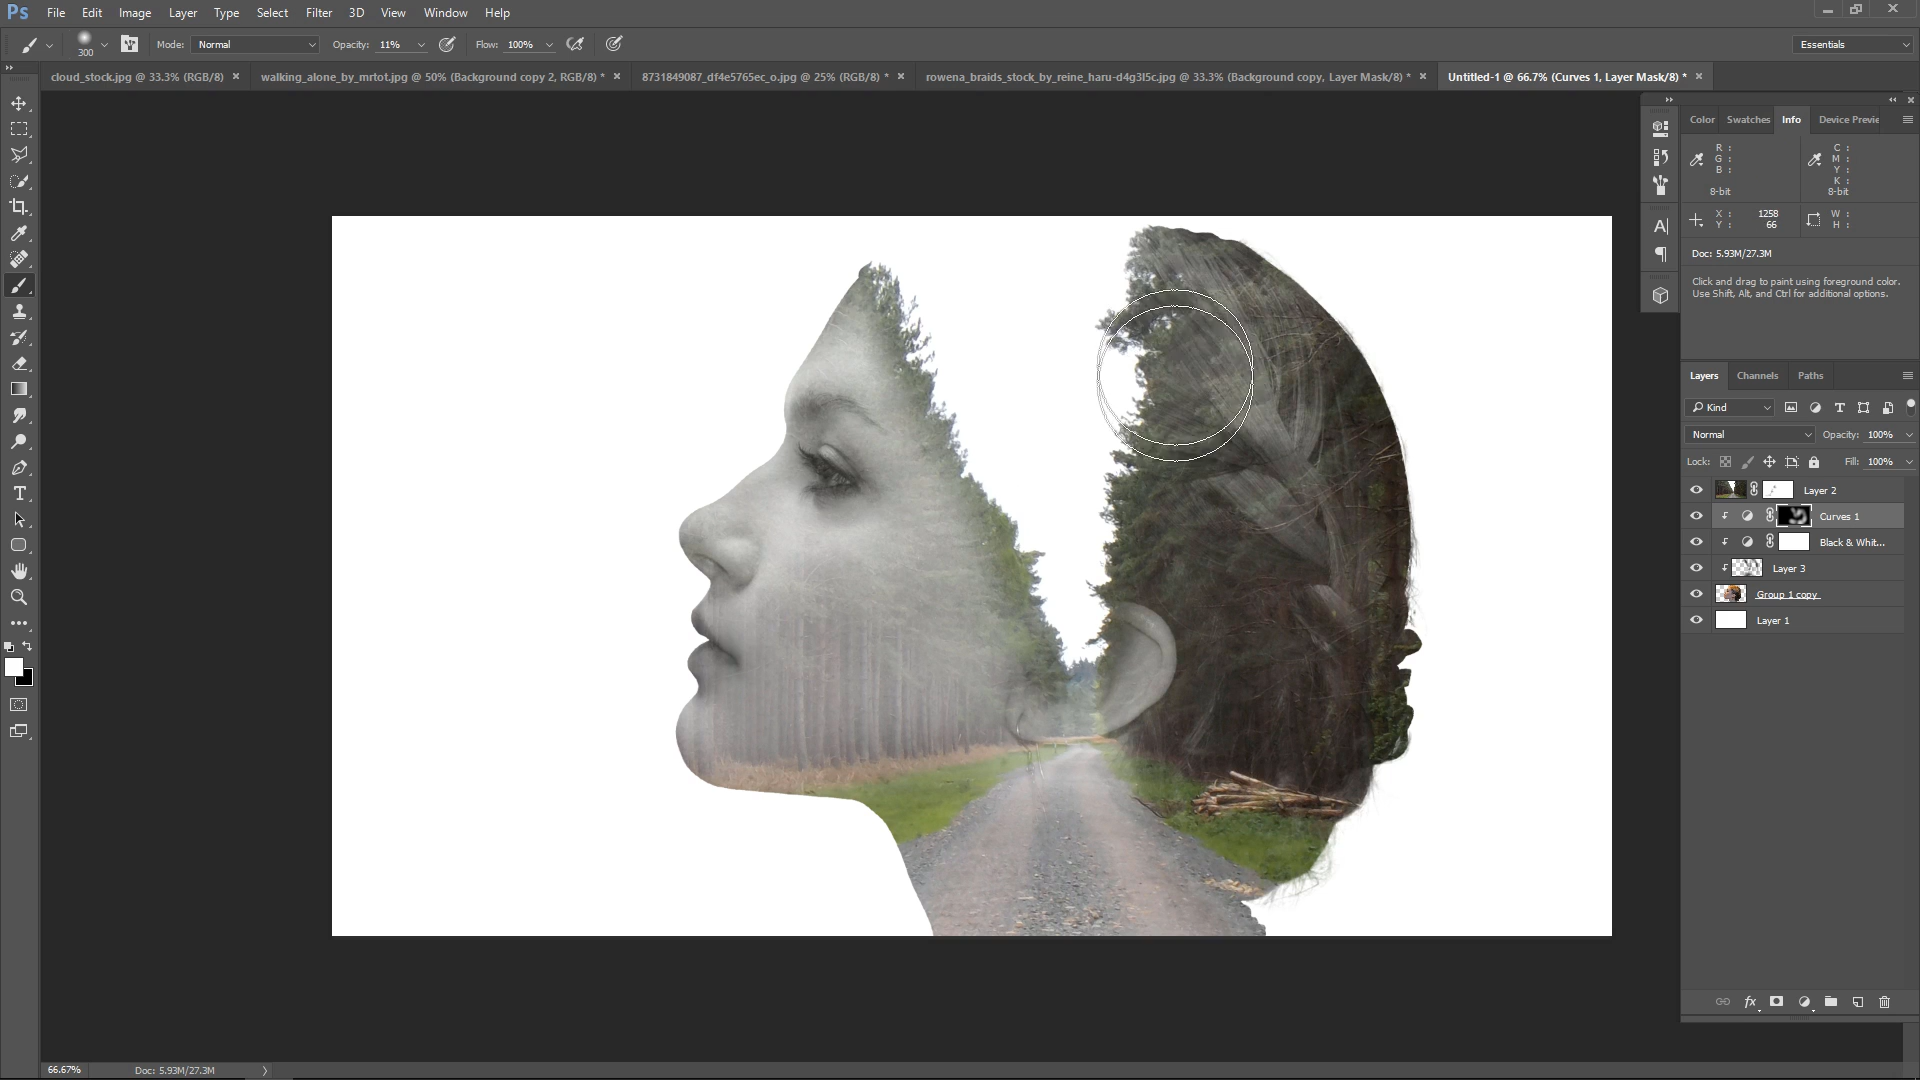 Ps File Edit Image Layer Type Select Filter 3D View Window Help
300 Mode: Normal Opacity: 11% Flow: 100% Essentials
cloud_stock.jpg @ 33.3% (RGB/8) walking_alone_by_mrtot.jpg @ 50% (Background copy 2, RGB/8) * 8731849087_df4e5765ec_o.jpg @ 25% (RGB/8) * rowena_braids_stock_by_reine_haru-d4g3l5c.jpg @ 33.3% (Background copy, Layer Mask/8) * Untitled-1 @ 66.7% (Curves 1, Layer Mask/8) *
Color Swatches Info Device Previe
R : C :
G : M :
B : Y :
K :
8-bit 8-bit
X : 1258 W :
Y : 66 H :
Doc: 5.93M/27.3M
Click and drag to paint using foreground color.
Use Shift, Alt, and Ctrl for additional options.
Layers Channels Paths
Kind
Normal Opacity: 100%
Lock: Fill: 100%
Layer 2
Curves 1
Black & Whit...
Layer 3
Group 1 copy
Layer 1
fx
66.67% Doc: 5.93M/27.3M